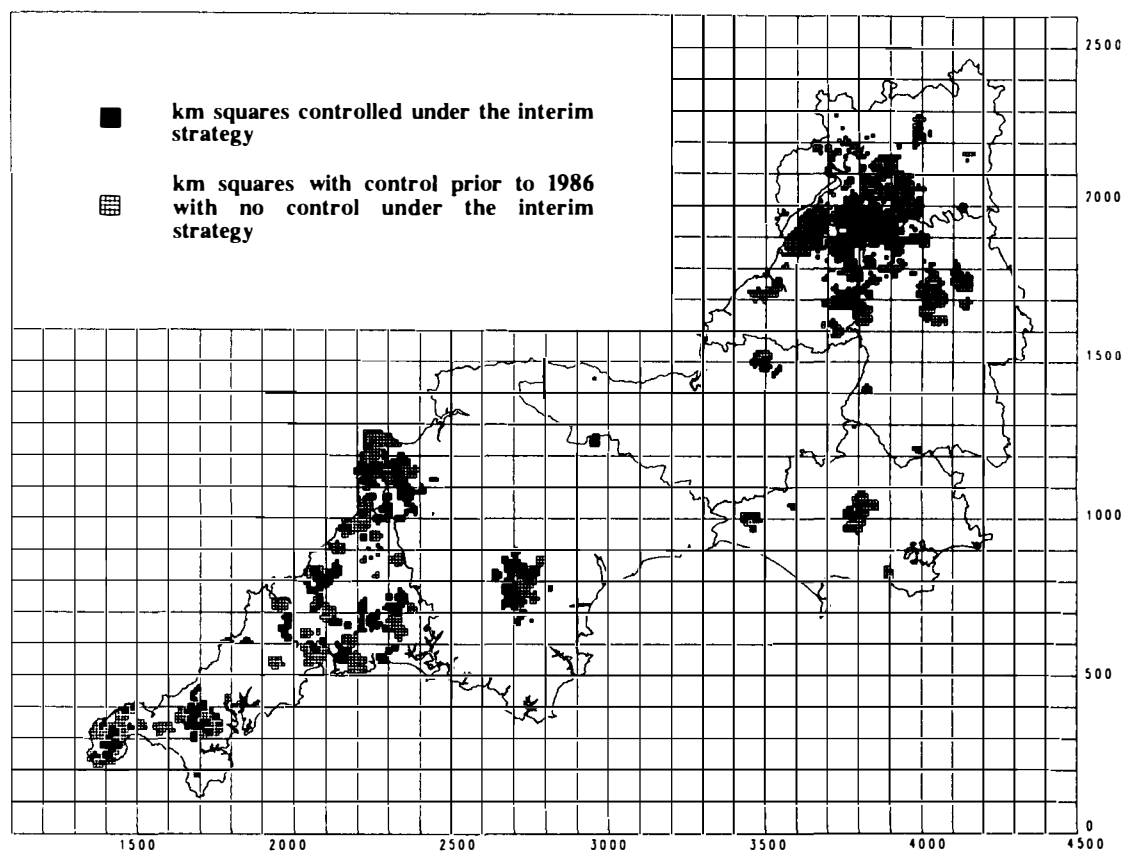 km squares controlled under the interim
strategy
km squares with control prior to 1986
with no control under the interim
strategy
2500
2000
1500
1000
500
0
1500
2000
2500
3000
3500
4000
4500